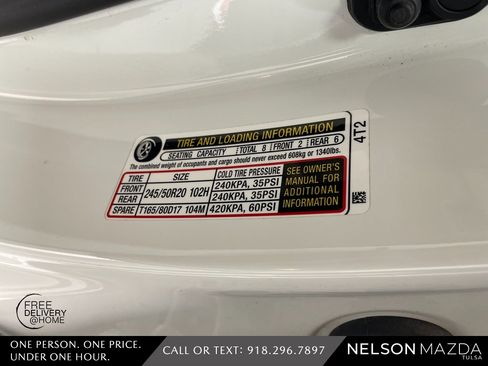 TIRE AND LOADING INFORMATION
SEATING CAPACITY TOTAL 8 FRONT 2 REAR 6
The combined weight of occupants and cargo should never exceed 608kg or 1340lbs.
TIRE SIZE COLD TIRE PRESSURE
FRONT 245/50R20 102H 240KPA, 35PSI
REAR 240KPA, 35PSI
SPARE T165/80D17 104M 420KPA, 60PSI
SEE OWNER'S
MANUAL FOR
ADDITIONAL
INFORMATION
4T2
FREE
DELIVERY
@HOME
ONE PERSON. ONE PRICE.
UNDER ONE HOUR.
CALL OR TEXT: 918.296.7897
NELSON MAZDA
TULSA